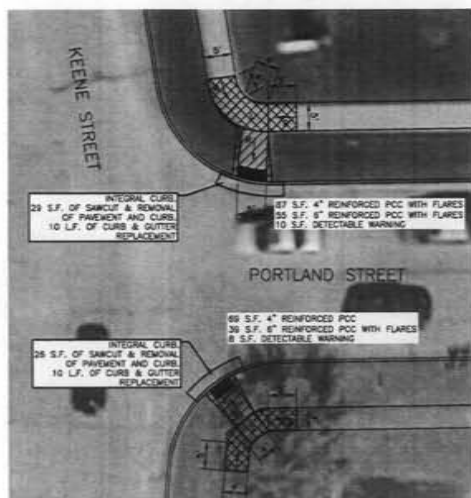 KEENE STREET
5'
5'
INTEGRAL CURB.
29 S.F. OF SAWCUT & REMOVAL
OF PAVEMENT AND CURB.
10 L.F. OF CURB & GUTTER
REPLACEMENT
87 S.F. 4" REINFORCED PCC WITH FLARES
55 S.F. 6" REINFORCED PCC WITH FLARES
10 S.F. DETECTABLE WARNING
PORTLAND STREET
69 S.F. 4" REINFORCED PCC
39 S.F. 6" REINFORCED PCC WITH FLARES
8 S.F. DETECTABLE WARNING
INTEGRAL CURB.
26 S.F. OF SAWCUT & REMOVAL
OF PAVEMENT AND CURB.
10 L.F. OF CURB & GUTTER
REPLACEMENT